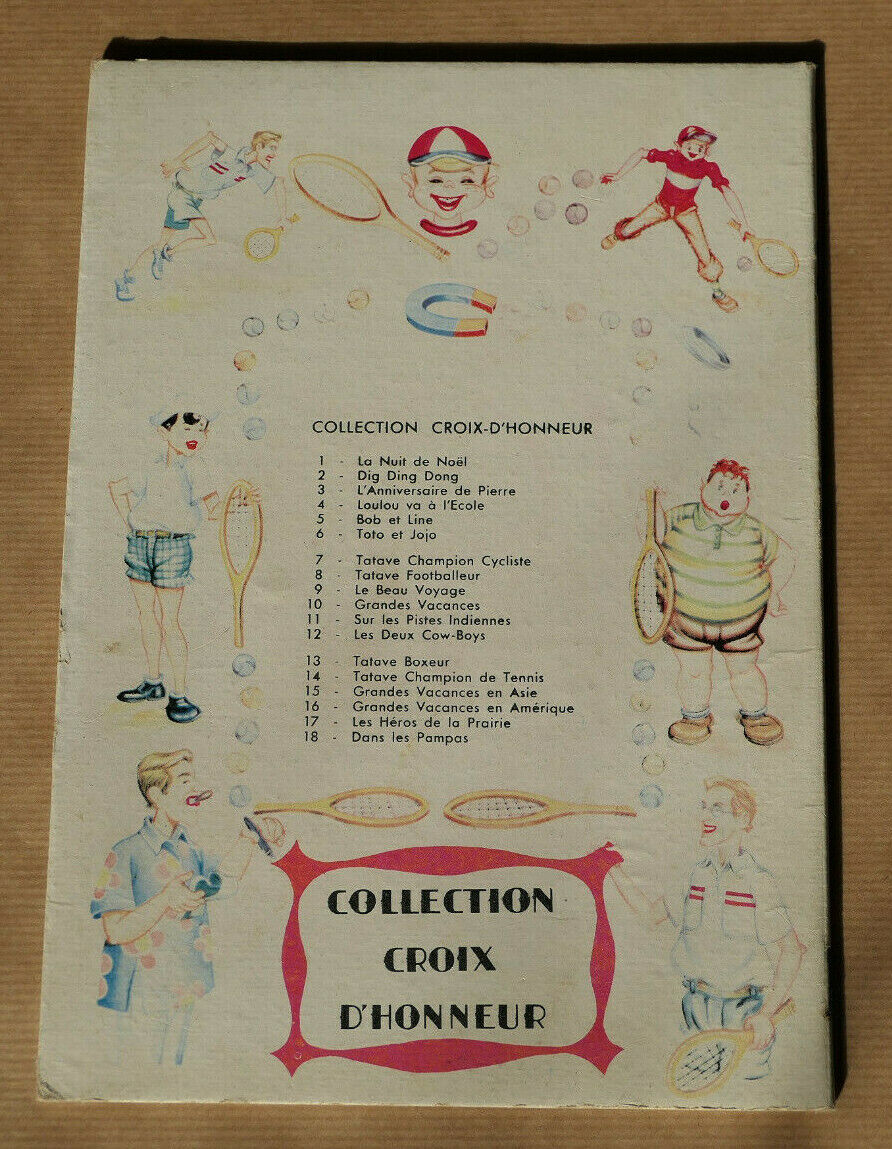 COLLECTION CROIX-D'HONNEUR
1 - La Nuit de Noël
2 - Dig Ding Dong
3 - L'Anniversaire de Pierre
4 - Loulou va à l'Ecole
5 - Bob et Line
6 - Toto et Jojo
7 - Tatave Champion Cycliste
8 - Tatave Footballeur
9 - Le Beau Voyage
10 - Grandes Vacances
11 - Sur les Pistes Indiennes
12 - Les Deux Cow-Boys
13 - Tatave Boxeur
14 - Tatave Champion de Tennis
15 - Grandes Vacances en Asie
16 - Grandes Vacances en Amérique
17 - Les Héros de la Prairie
18 - Dans les Pampas
COLLECTION
CROIX
D'HONNEUR